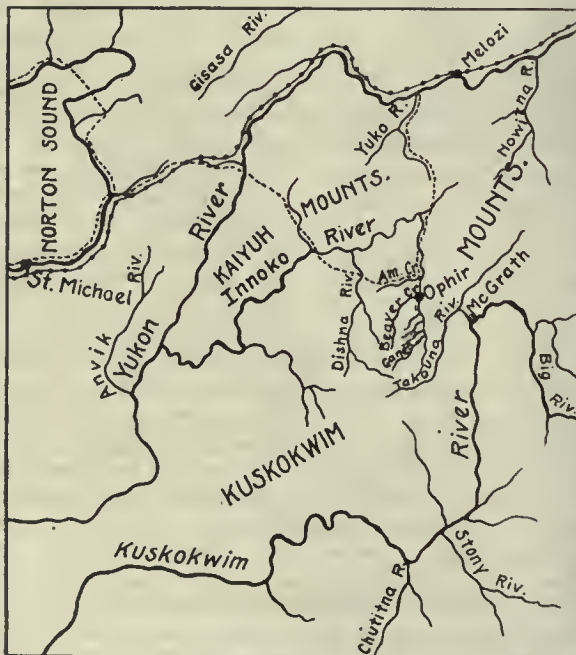 Gisasa Riv.
Melozi
Nowitna R.
Yuko R.
NORTON SOUND
MOUNTS.
MOUNTS.
River
River
KAIYUH
Innoko
Am. Cr.
Ophir
St. Michael
Riv.
Anvik
Yukon
Dishna Riv.
Beaver Cr.
Ganes
Takotna Riv.
McGrath
Big
Riv.
KUSKOKWIM
River
Kuskokwim
Stony
Riv.
Chutitna R.